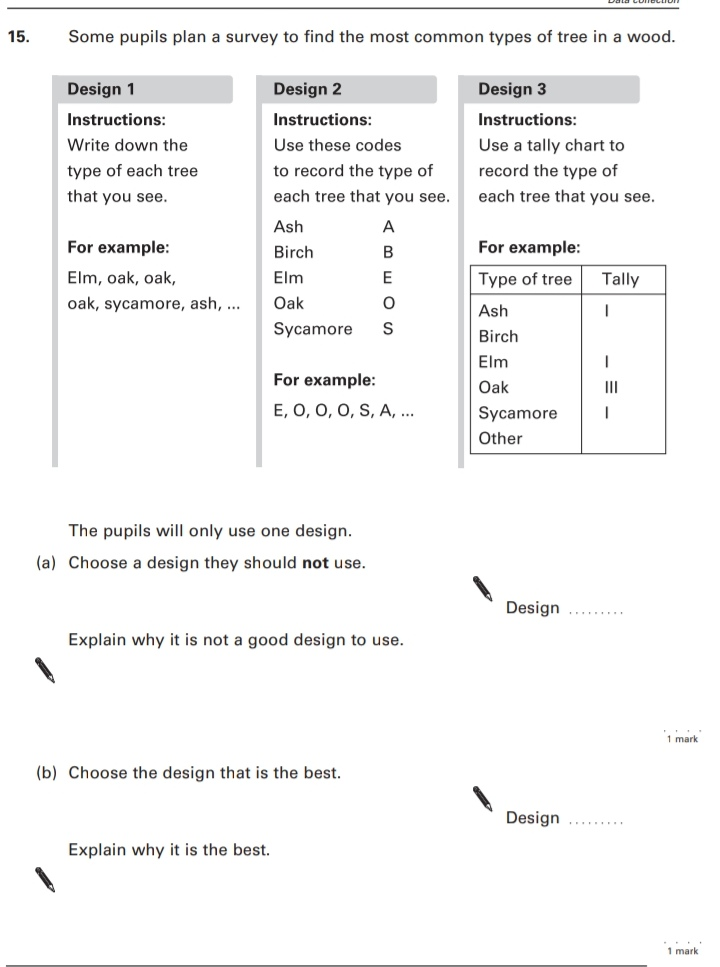 Data collection
15. Some pupils plan a survey to find the most common types of tree in a wood.
Design 1
Instructions:
Write down the
type of each tree
that you see.
For example:
Elm, oak, oak,
oak, sycamore, ash, ...
Design 2
Instructions:
Use these codes
to record the type of
each tree that you see.
Ash A
Birch B
Elm E
Oak O
Sycamore S
For example:
E, O, O, O, S, A, ...
Design 3
Instructions:
Use a tally chart to
record the type of
each tree that you see.
For example:
Type of tree Tally
Ash I
Birch
Elm I
Oak III
Sycamore I
Other
The pupils will only use one design.
(a) Choose a design they should not use.
Design .........
Explain why it is not a good design to use.
1 mark
(b) Choose the design that is the best.
Design .........
Explain why it is the best.
1 mark